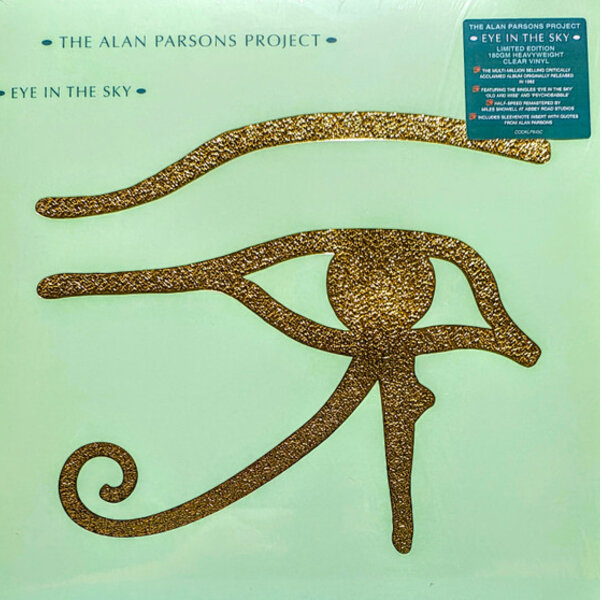 • THE ALAN PARSONS PROJECT •
• EYE IN THE SKY •
THE ALAN PARSONS PROJECT
• EYE IN THE SKY •
LIMITED EDITION
180GM HEAVYWEIGHT
CLEAR VINYL
THE MULTI-MILLION SELLING CRITICALLY
ACCLAIMED ALBUM ORIGINALLY RELEASED
IN 1982
FEATURING THE SINGLES 'EYE IN THE SKY'
'OLD AND WISE' AND 'PSYCHOBABBLE'
HALF-SPEED REMASTERED BY
MILES SHOWELL AT ABBEY ROAD STUDIOS
INCLUDES SLEEVENOTE INSERT WITH QUOTES
FROM ALAN PARSONS